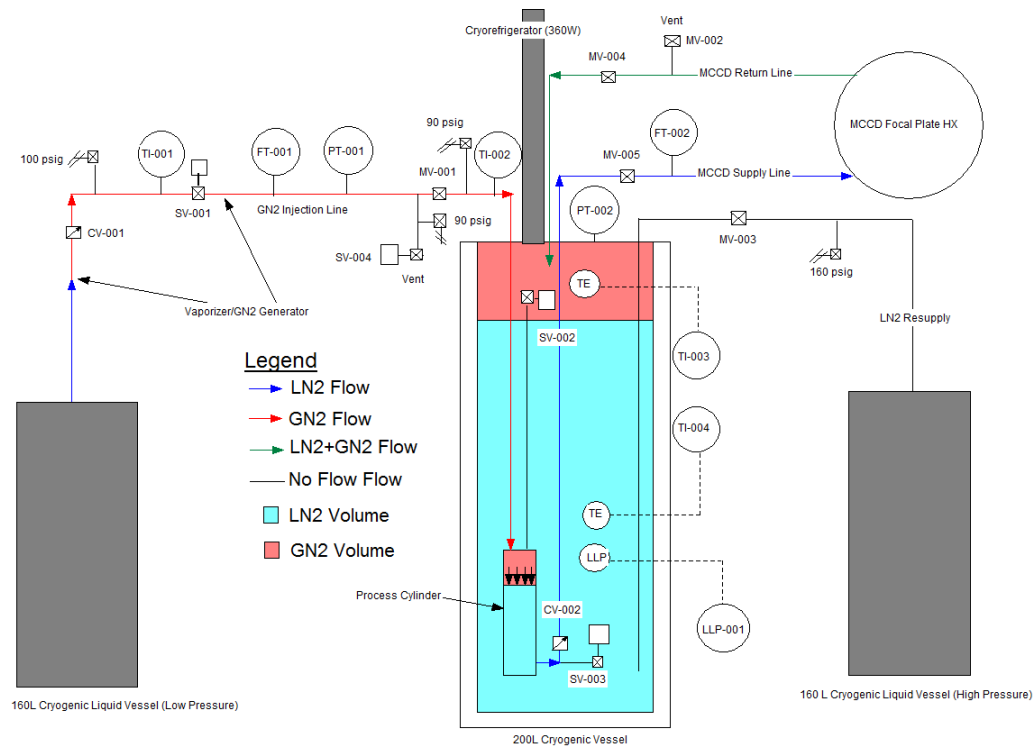 Cryorefrigerator (360W)
Vent
MV-002
MV-004
MCCD Return Line
MCCD Focal Plate HX
FT-002
MV-005
MCCD Supply Line
90 psig
100 psig
TI-001
FT-001
PT-001
TI-002
MV-001
SV-001
GN2 Injection Line
CV-001
90 psig
SV-004
Vent
PT-002
MV-003
160 psig
Vaporizer/GN2 Generator
TE
SV-002
LN2 Resupply
TI-003
Legend
LN2 Flow
GN2 Flow
LN2+GN2 Flow
No Flow Flow
LN2 Volume
GN2 Volume
TI-004
TE
LLP
Process Cylinder
CV-002
LLP-001
SV-003
160L Cryogenic Liquid Vessel (Low Pressure)
160 L Cryogenic Liquid Vessel (High Pressure)
200L Cryogenic Vessel